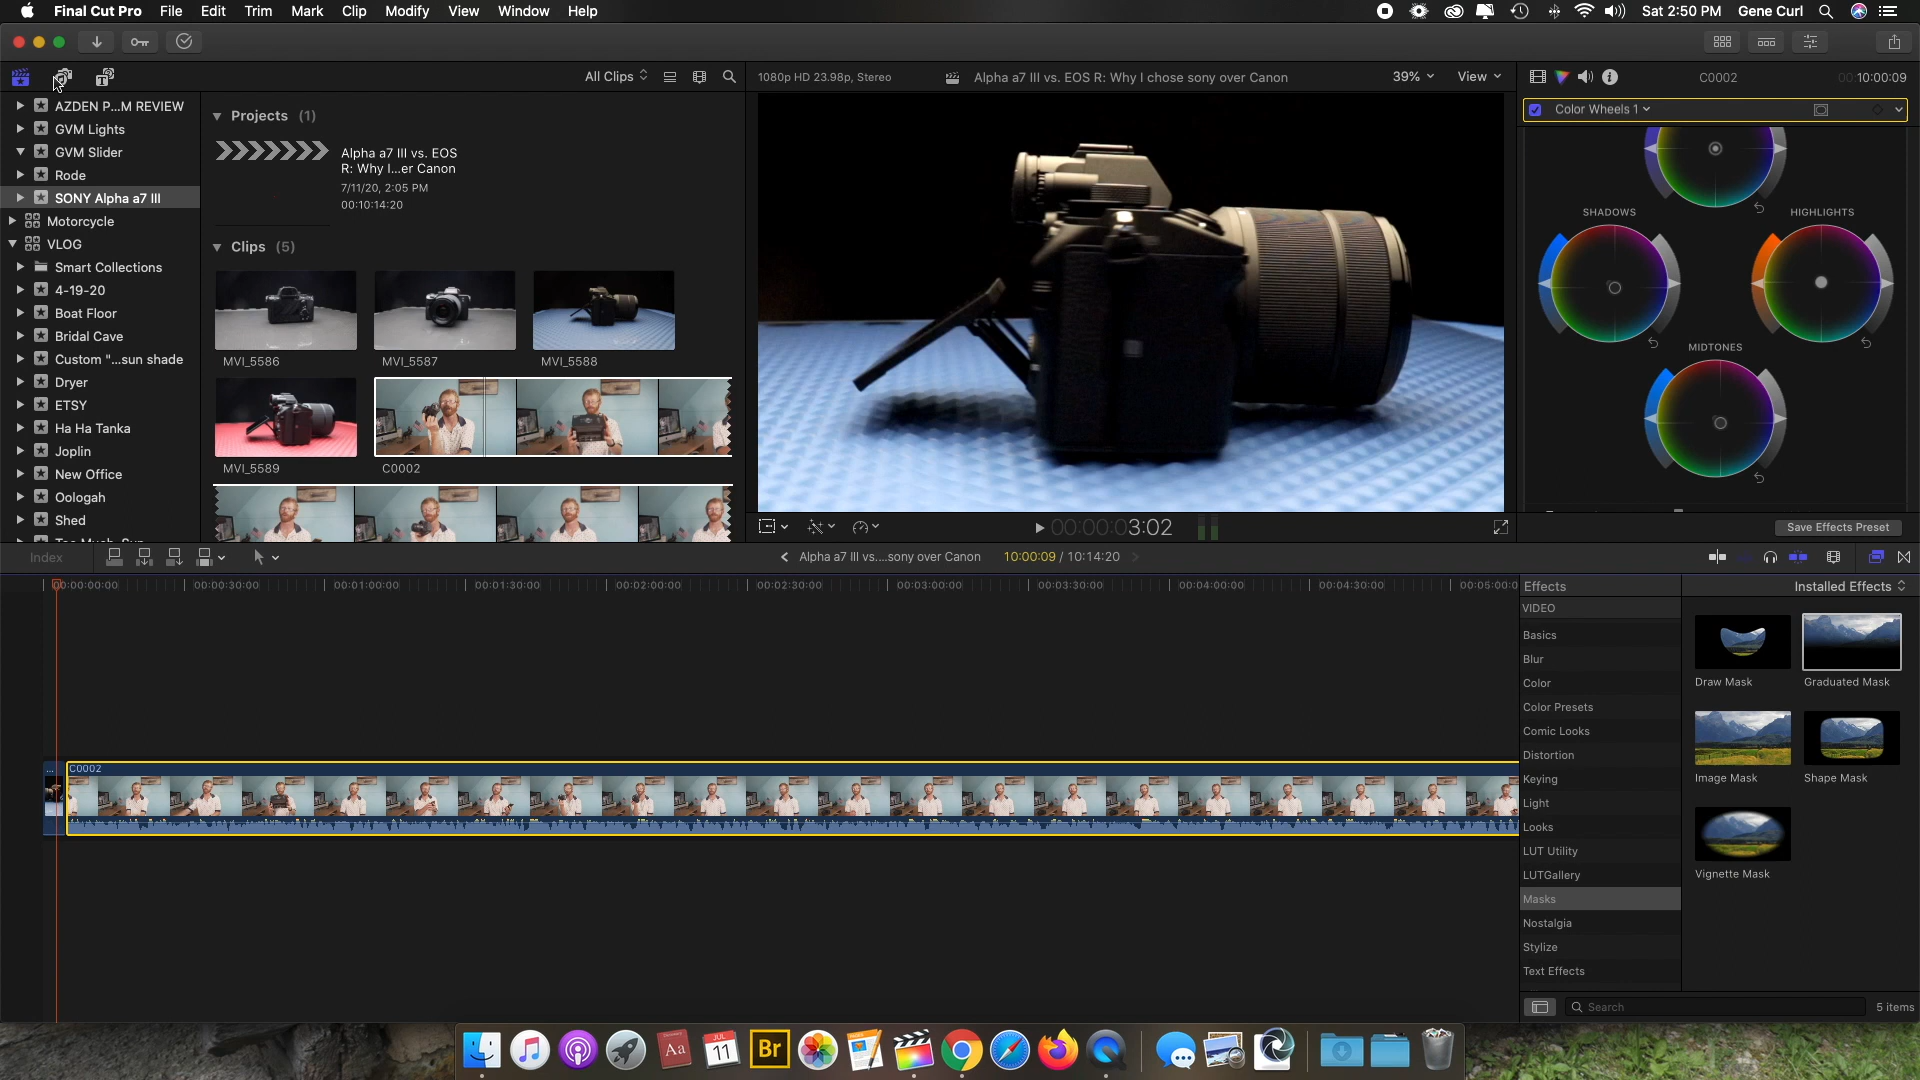 Final Cut Pro File Edit Trim Mark Clip Modify View Window Help
Sat 2:50 PM Gene Curl
All Clips
1080p HD 23.98p, Stereo
Alpha a7 III vs. EOS R: Why I chose sony over Canon
39% View
C0002
00:10:00:09
AZDEN P...M REVIEW
GVM Lights
GVM Slider
Rode
SONY Alpha a7 III
Motorcycle
VLOG
Smart Collections
4-19-20
Boat Floor
Bridal Cave
Custom "...sun shade
Dryer
ETSY
Ha Ha Tanka
Joplin
New Office
Oologah
Shed
Projects (1)
Alpha a7 III vs. EOS
R: Why I...er Canon
7/11/20, 2:05 PM
00:10:14:20
Clips (5)
MVI_5586
MVI_5587
MVI_5588
MVI_5589
C0002
Color Wheels 1
SHADOWS
HIGHLIGHTS
MIDTONES
00:00:03:02
Save Effects Preset
Index
Alpha a7 III vs....sony over Canon
10:00:09 / 10:14:20
00:00:00:00 00:00:30:00 00:01:00:00 00:01:30:00 00:02:00:00 00:02:30:00 00:03:00:00 00:03:30:00 00:04:00:00 00:04:30:00 00:05:00:0
... C0002
Effects
Installed Effects
VIDEO
Basics
Blur
Color
Color Presets
Comic Looks
Distortion
Keying
Light
Looks
LUT Utility
LUTGallery
Masks
Nostalgia
Stylize
Text Effects
Draw Mask
Graduated Mask
Image Mask
Shape Mask
Vignette Mask
Search
5 items
Aa
JUL
11
Br